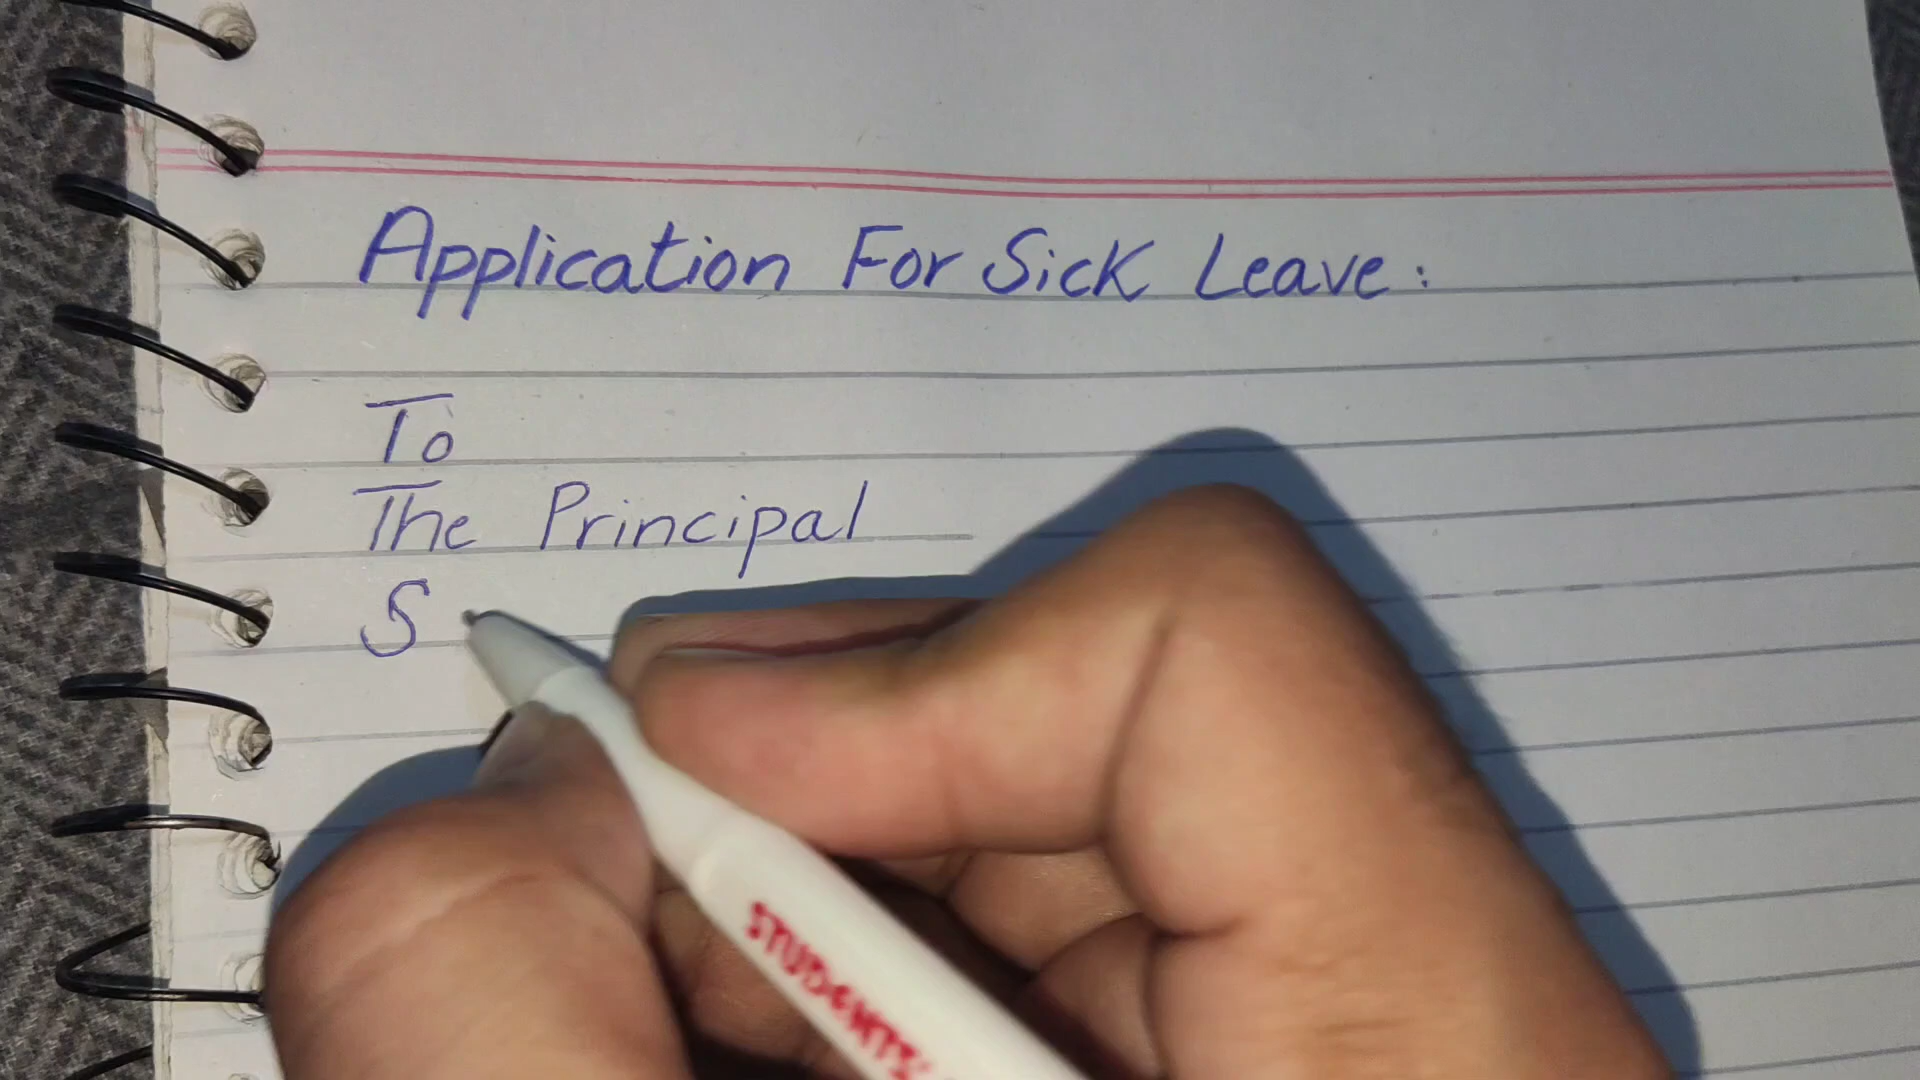 Application For Sick Leave:
To
The Principal
S
STUDENTS'